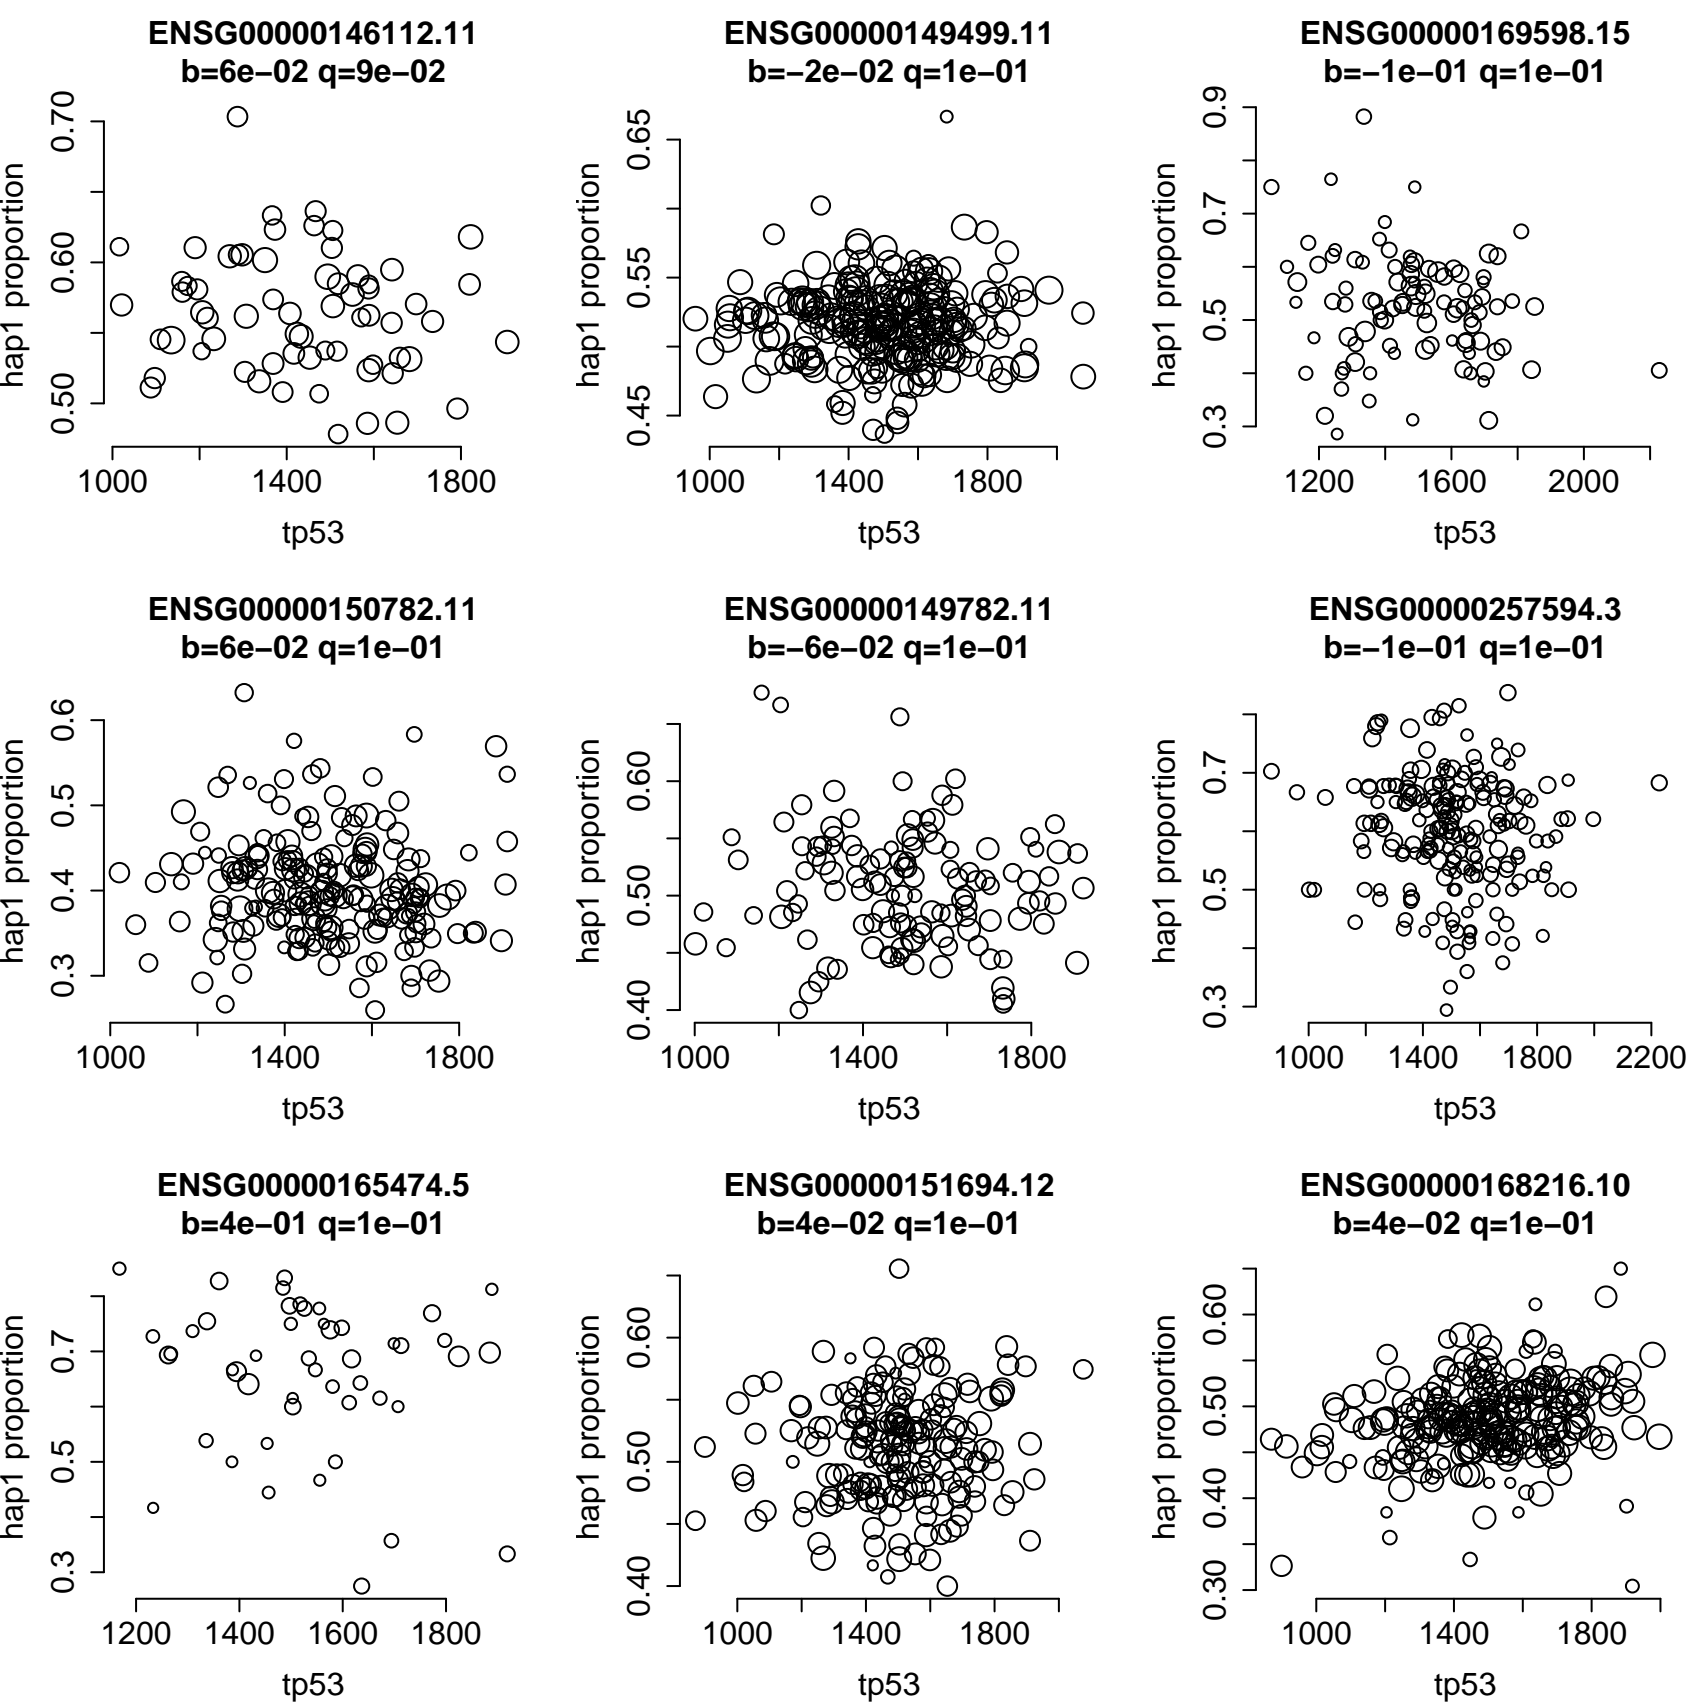 ENSG00000146112.11
b=6e−02 q=9e−02
hap1 proportion
0.50 0.60 0.70
1000 1400 1800
tp53
ENSG00000149499.11
b=−2e−02 q=1e−01
hap1 proportion
0.45 0.55 0.65
1000 1400 1800
tp53
ENSG00000169598.15
b=−1e−01 q=1e−01
hap1 proportion
0.3 0.5 0.7 0.9
1200 1600 2000
tp53
ENSG00000150782.11
b=6e−02 q=1e−01
hap1 proportion
0.3 0.4 0.5 0.6
1000 1400 1800
tp53
ENSG00000149782.11
b=−6e−02 q=1e−01
hap1 proportion
0.40 0.50 0.60
1000 1400 1800
tp53
ENSG00000257594.3
b=−1e−01 q=1e−01
hap1 proportion
0.3 0.5 0.7
1000 1400 1800 2200
tp53
ENSG00000165474.5
b=4e−01 q=1e−01
hap1 proportion
0.3 0.5 0.7
1200 1400 1600 1800
tp53
ENSG00000151694.12
b=4e−02 q=1e−01
hap1 proportion
0.40 0.50 0.60
1000 1400 1800
tp53
ENSG00000168216.10
b=4e−02 q=1e−01
hap1 proportion
0.30 0.40 0.50 0.60
1000 1400 1800
tp53